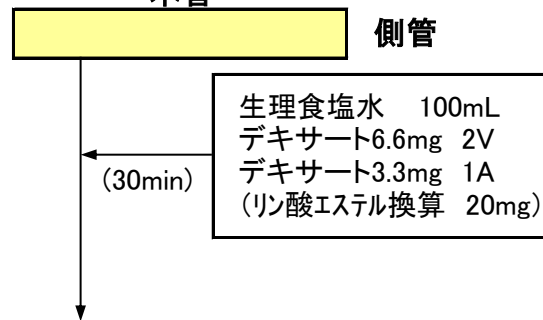 側管
生理食塩水 100mL
デキサート6.6mg 2V
デキサート3.3mg 1A
(リン酸エステル換算 20mg)
(30min)